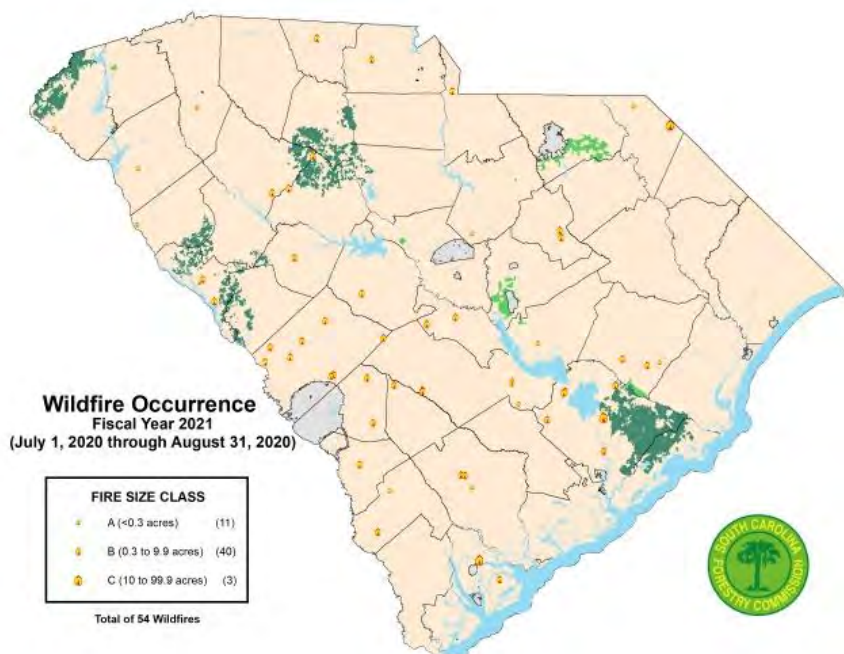 Wildfire Occurrence
Fiscal Year 2021
(July 1, 2020 through August 31, 2020)
FIRE SIZE CLASS
A (<0.3 acres) (11)
B (0.3 to 9.9 acres) (40)
C (10 to 99.9 acres) (3)
Total of 54 Wildfires
SOUTH CAROLINA
FORESTRY COMMISSION